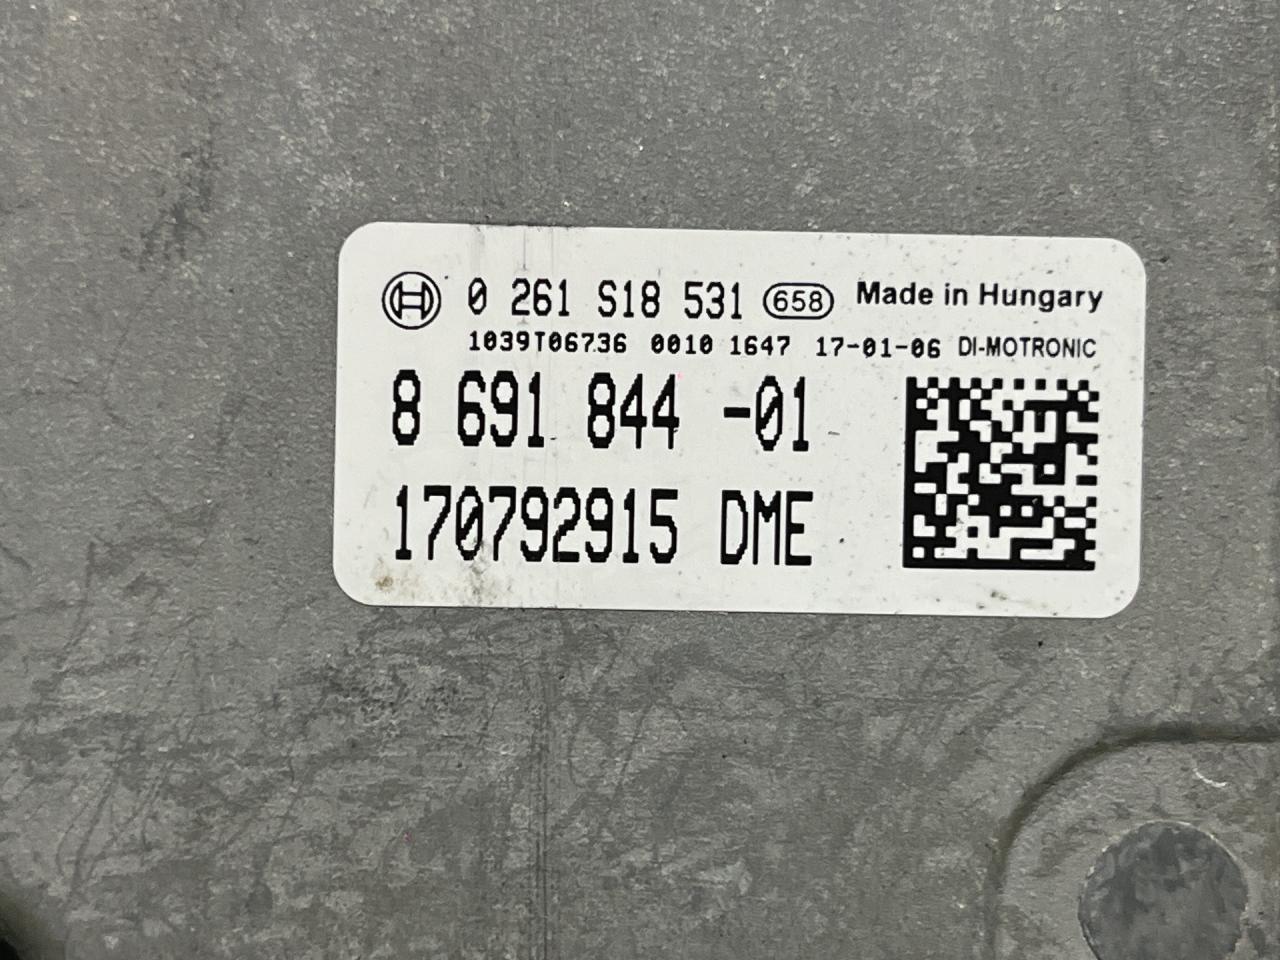 0 261 S18 531 658 Made in Hungary
1039T06736 0010 1647 17-01-06 DI-MOTRONIC
8 691 844 -01
170792915 DME